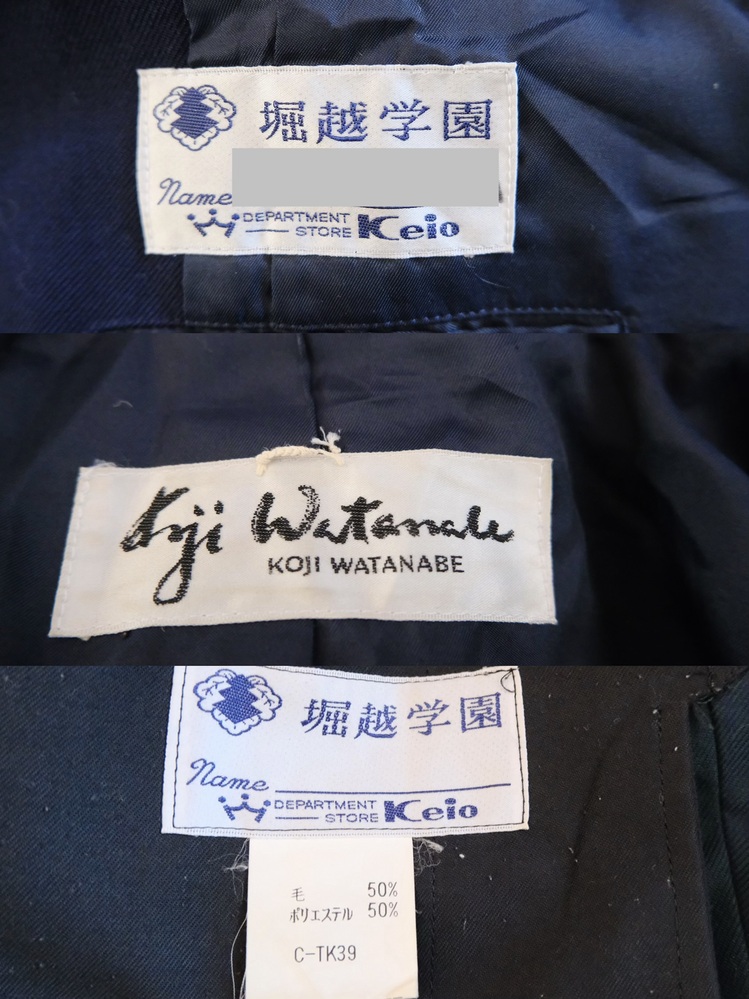 堀越学園
Name
DEPARTMENT
STORE Keio
Koji Watanabe
KOJI WATANABE
堀越学園
Name
DEPARTMENT
STORE Keio
毛 50%
ポリエステル 50%
C-TK39